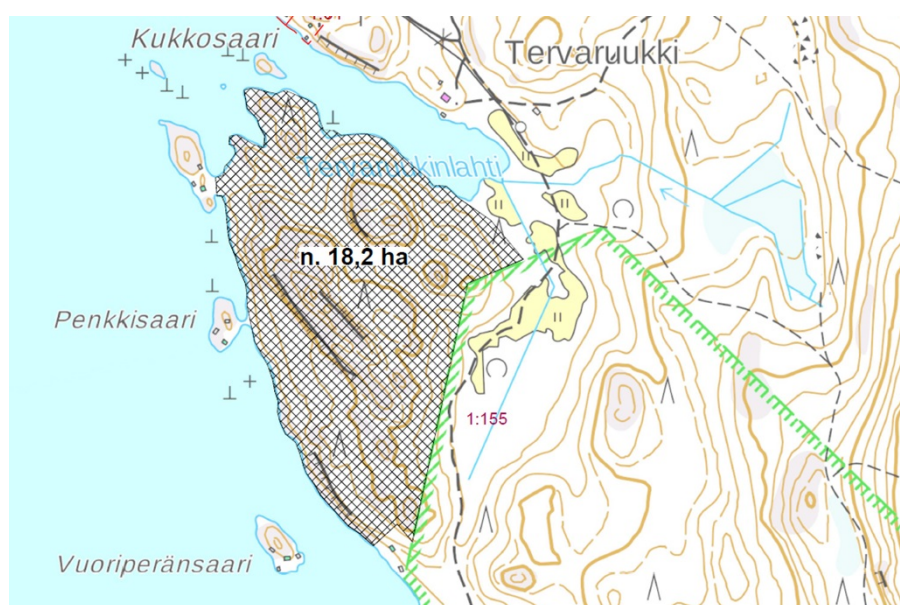 Kukkosaari
Tervaruukki
Tervaruukinlahti
n. 18,2 ha
Penkkisaari
1:155
Vuoriperänsaari